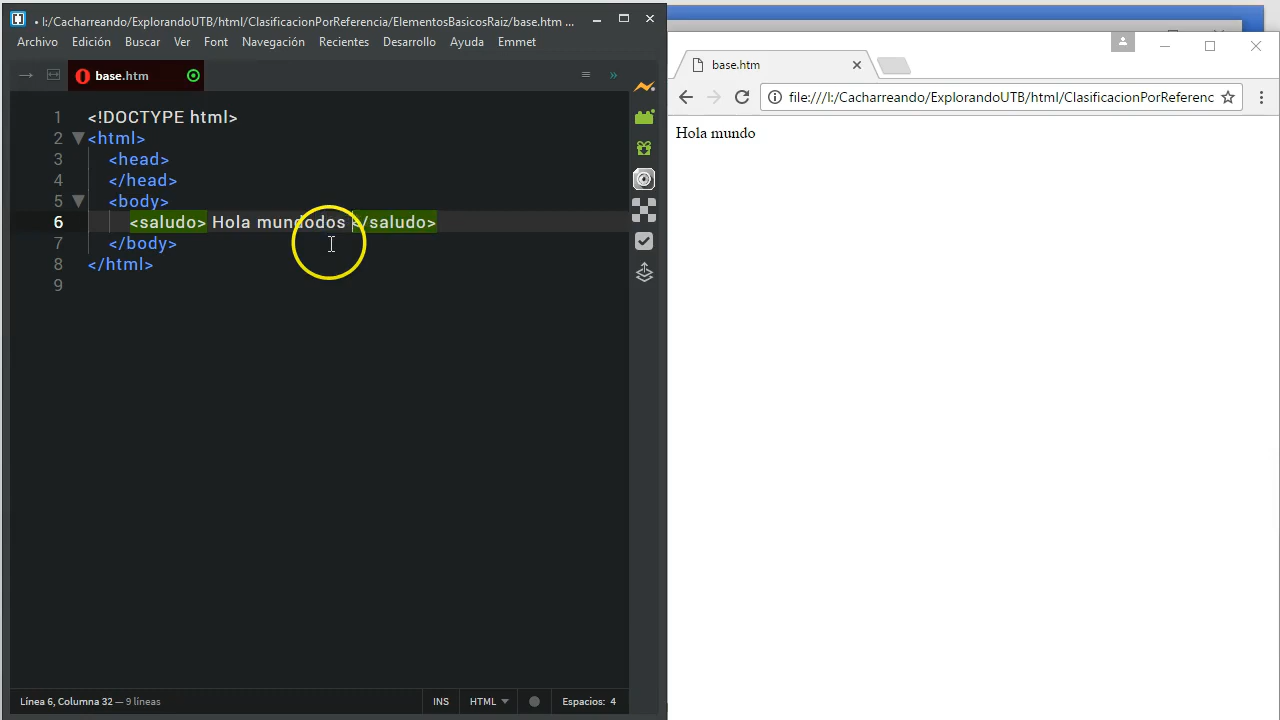 • I:/Cacharreando/ExplorandoUTB/html/ClasificacionPorReferencia/ElementosBasicosRaiz/base.htm ...
Archivo Edición Buscar Ver Font Navegación Recientes Desarrollo Ayuda Emmet
base.htm
1 <!DOCTYPE html>
2 <html>
3 <head>
4 </head>
5 <body>
6 <saludo> Hola mundodos </saludo>
7 </body>
8 </html>
9
Línea 6, Columna 32 — 9 líneas INS HTML Espacios: 4
base.htm
file:///I:/Cacharreando/ExplorandoUTB/html/ClasificacionPorReferenc
Hola mundo